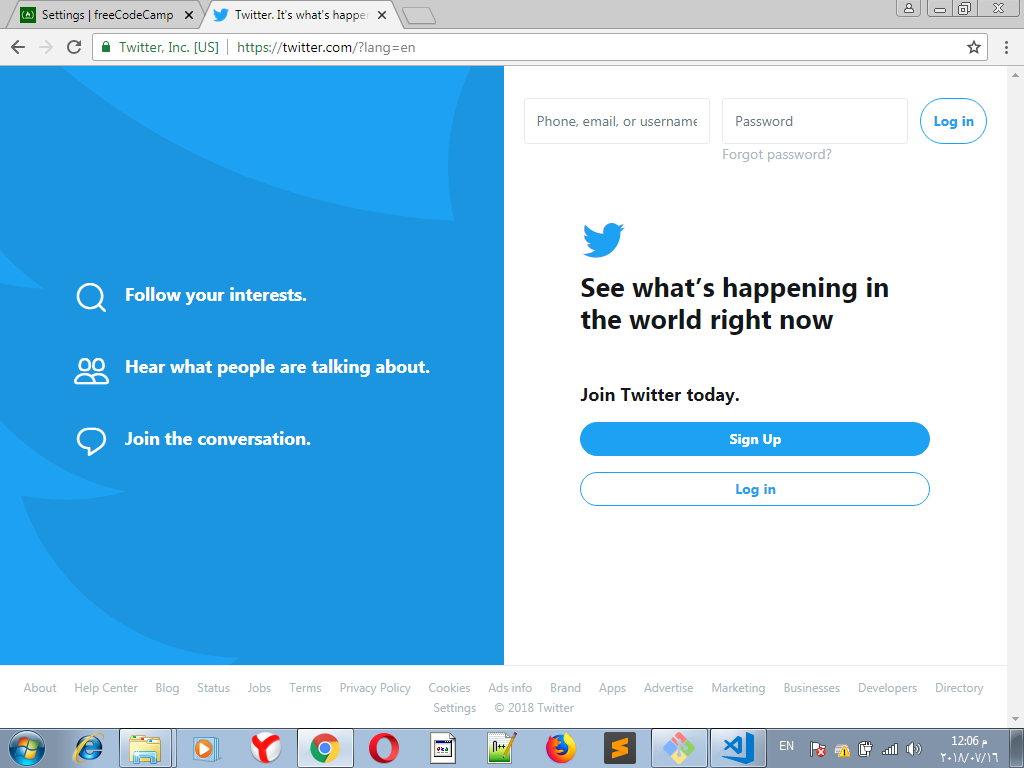 Settings | freeCodeCamp
Twitter. It's what's happe
Twitter, Inc. [US]
https://twitter.com/?lang=en
Phone, email, or username
Password
Log in
Forgot password?
Follow your interests.
Hear what people are talking about.
Join the conversation.
See what’s happening in
the world right now
Join Twitter today.
Sign Up
Log in
About Help Center Blog Status Jobs Terms Privacy Policy Cookies Ads info Brand Apps Advertise Marketing Businesses Developers Directory
Settings © 2018 Twitter
EN
12:06 م
٢٠١٨/٠٧/١٦